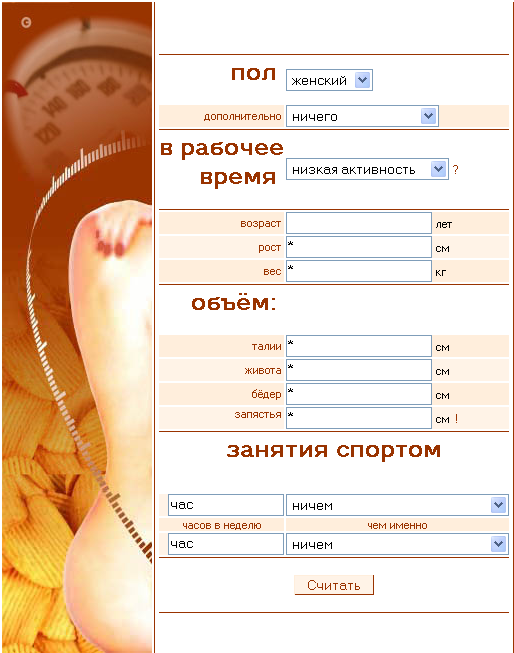 ©
пол
женский
дополнительно
ничего
в рабочее
время
низкая активность
?
возраст
лет
рост
*
см
вес
*
кг
объём:
талии
*
см
живота
*
см
бёдер
*
см
запястья
*
см !
занятия спортом
час
ничем
часов в неделю
чем именно
час
ничем
Считать